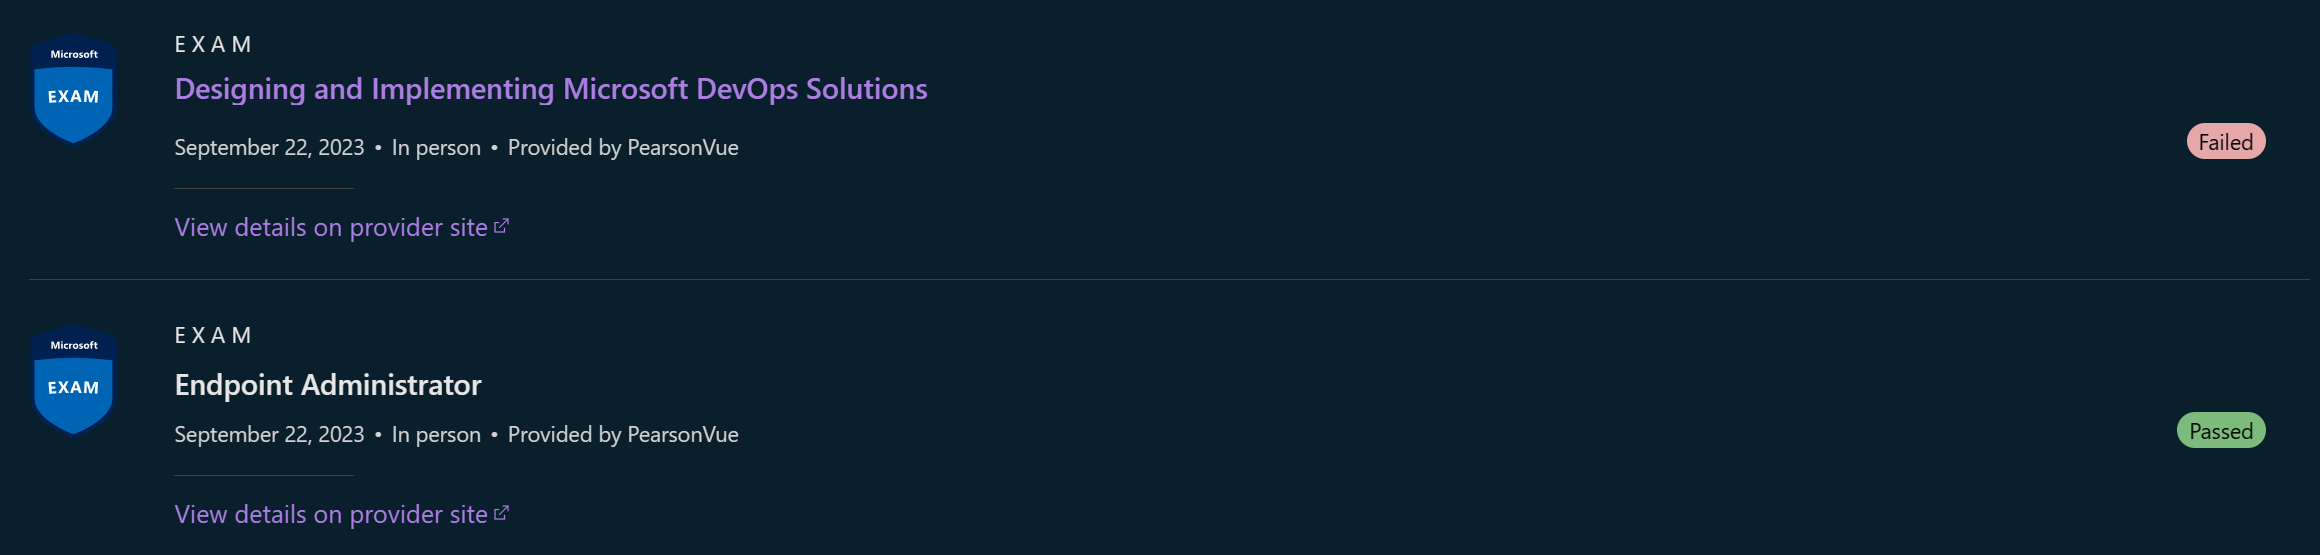 Microsoft
EXAM
EXAM
Designing and Implementing Microsoft DevOps Solutions
September 22, 2023 • In person • Provided by PearsonVue
Failed
View details on provider site
Microsoft
EXAM
EXAM
Endpoint Administrator
September 22, 2023 • In person • Provided by PearsonVue
Passed
View details on provider site